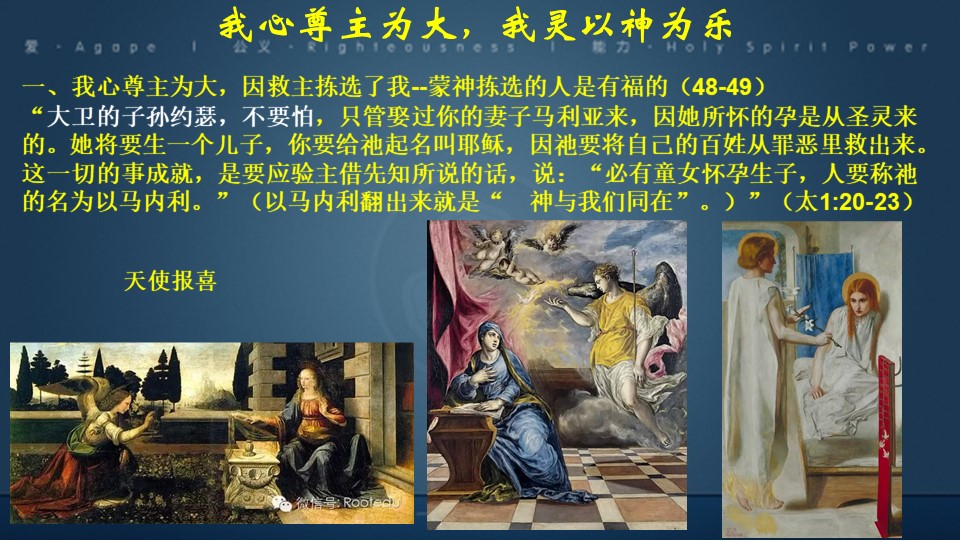 我心尊主为大，我灵以神为乐
爱 · Agape | 公义 · Righteousness | 能力 · Holy Spirit Power
一、我心尊主为大，因救主拣选了我--蒙神拣选的人是有福的（48-49）
“大卫的子孙约瑟，不要怕，只管娶过你的妻子马利亚来，因她所怀的孕是从圣灵来
的。她将要生一个儿子，你要给祂起名叫耶稣，因祂要将自己的百姓从罪恶里救出来。
这一切的事成就，是要应验主借先知所说的话，说：“必有童女怀孕生子，人要称祂
的名为以马内利。”（以马内利翻出来就是“　神与我们同在”。）”（太1:20-23）
天使报喜
微信号: RootedU